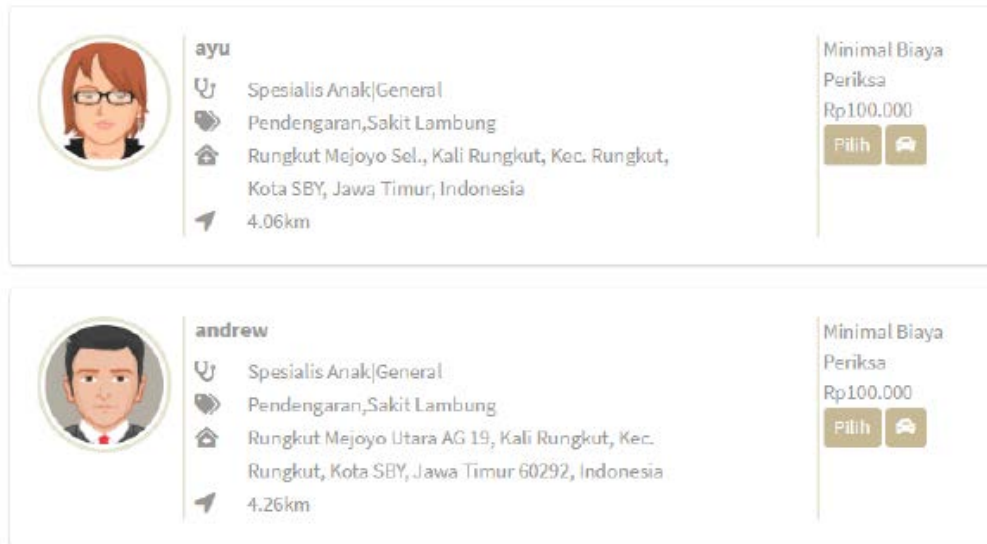 ayu
Spesialis Anak|General
Pendengaran,Sakit Lambung
Rungkut Mejoyo Sel., Kali Rungkut, Kec. Rungkut,
Kota SBY, Jawa Timur, Indonesia
4.06km
Minimal Biaya
Periksa
Rp100.000
Pilih
andrew
Spesialis Anak|General
Pendengaran,Sakit Lambung
Rungkut Mejoyo Utara AG 19, Kali Rungkut, Kec.
Rungkut, Kota SBY, Jawa Timur 60292, Indonesia
4.26km
Minimal Biaya
Periksa
Rp100.000
Pilih